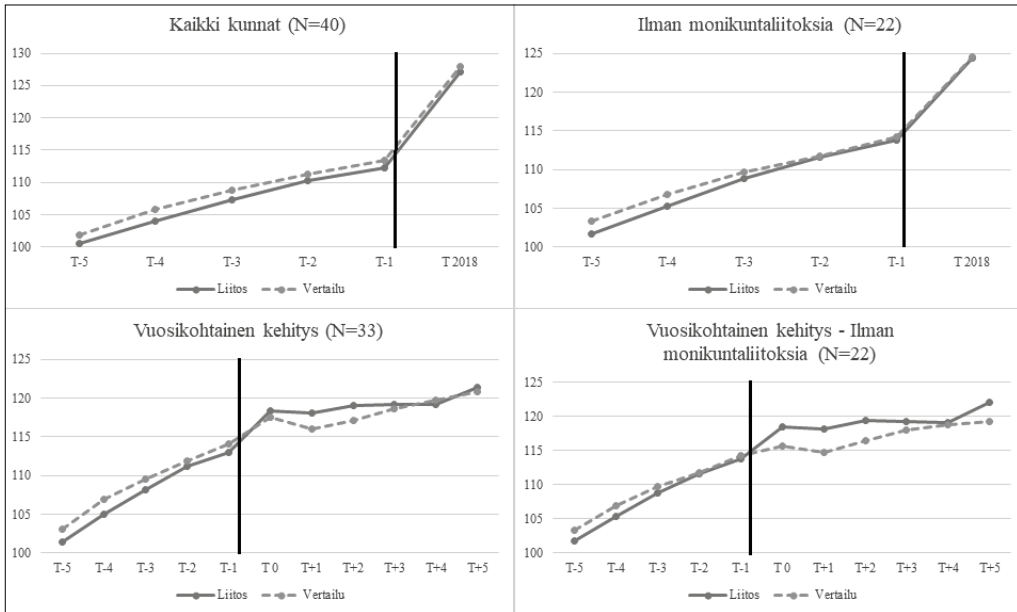 Kaikki kunnat (N=40)
130
125
120
115
110
105
100
T-5 T-4 T-3 T-2 T-1 T 2018
Liitos Vertailu
Ilman monikuntaliitoksia (N=22)
125
120
115
110
105
100
T-5 T-4 T-3 T-2 T-1 T 2018
Liitos Vertailu
Vuosikohtainen kehitys (N=33)
125
120
115
110
105
100
T-5 T-4 T-3 T-2 T-1 T 0 T+1 T+2 T+3 T+4 T+5
Liitos Vertailu
Vuosikohtainen kehitys - Ilman
monikuntaliitoksia (N=22)
125
120
115
110
105
100
T-5 T-4 T-3 T-2 T-1 T 0 T+1 T+2 T+3 T+4 T+5
Liitos Vertailu